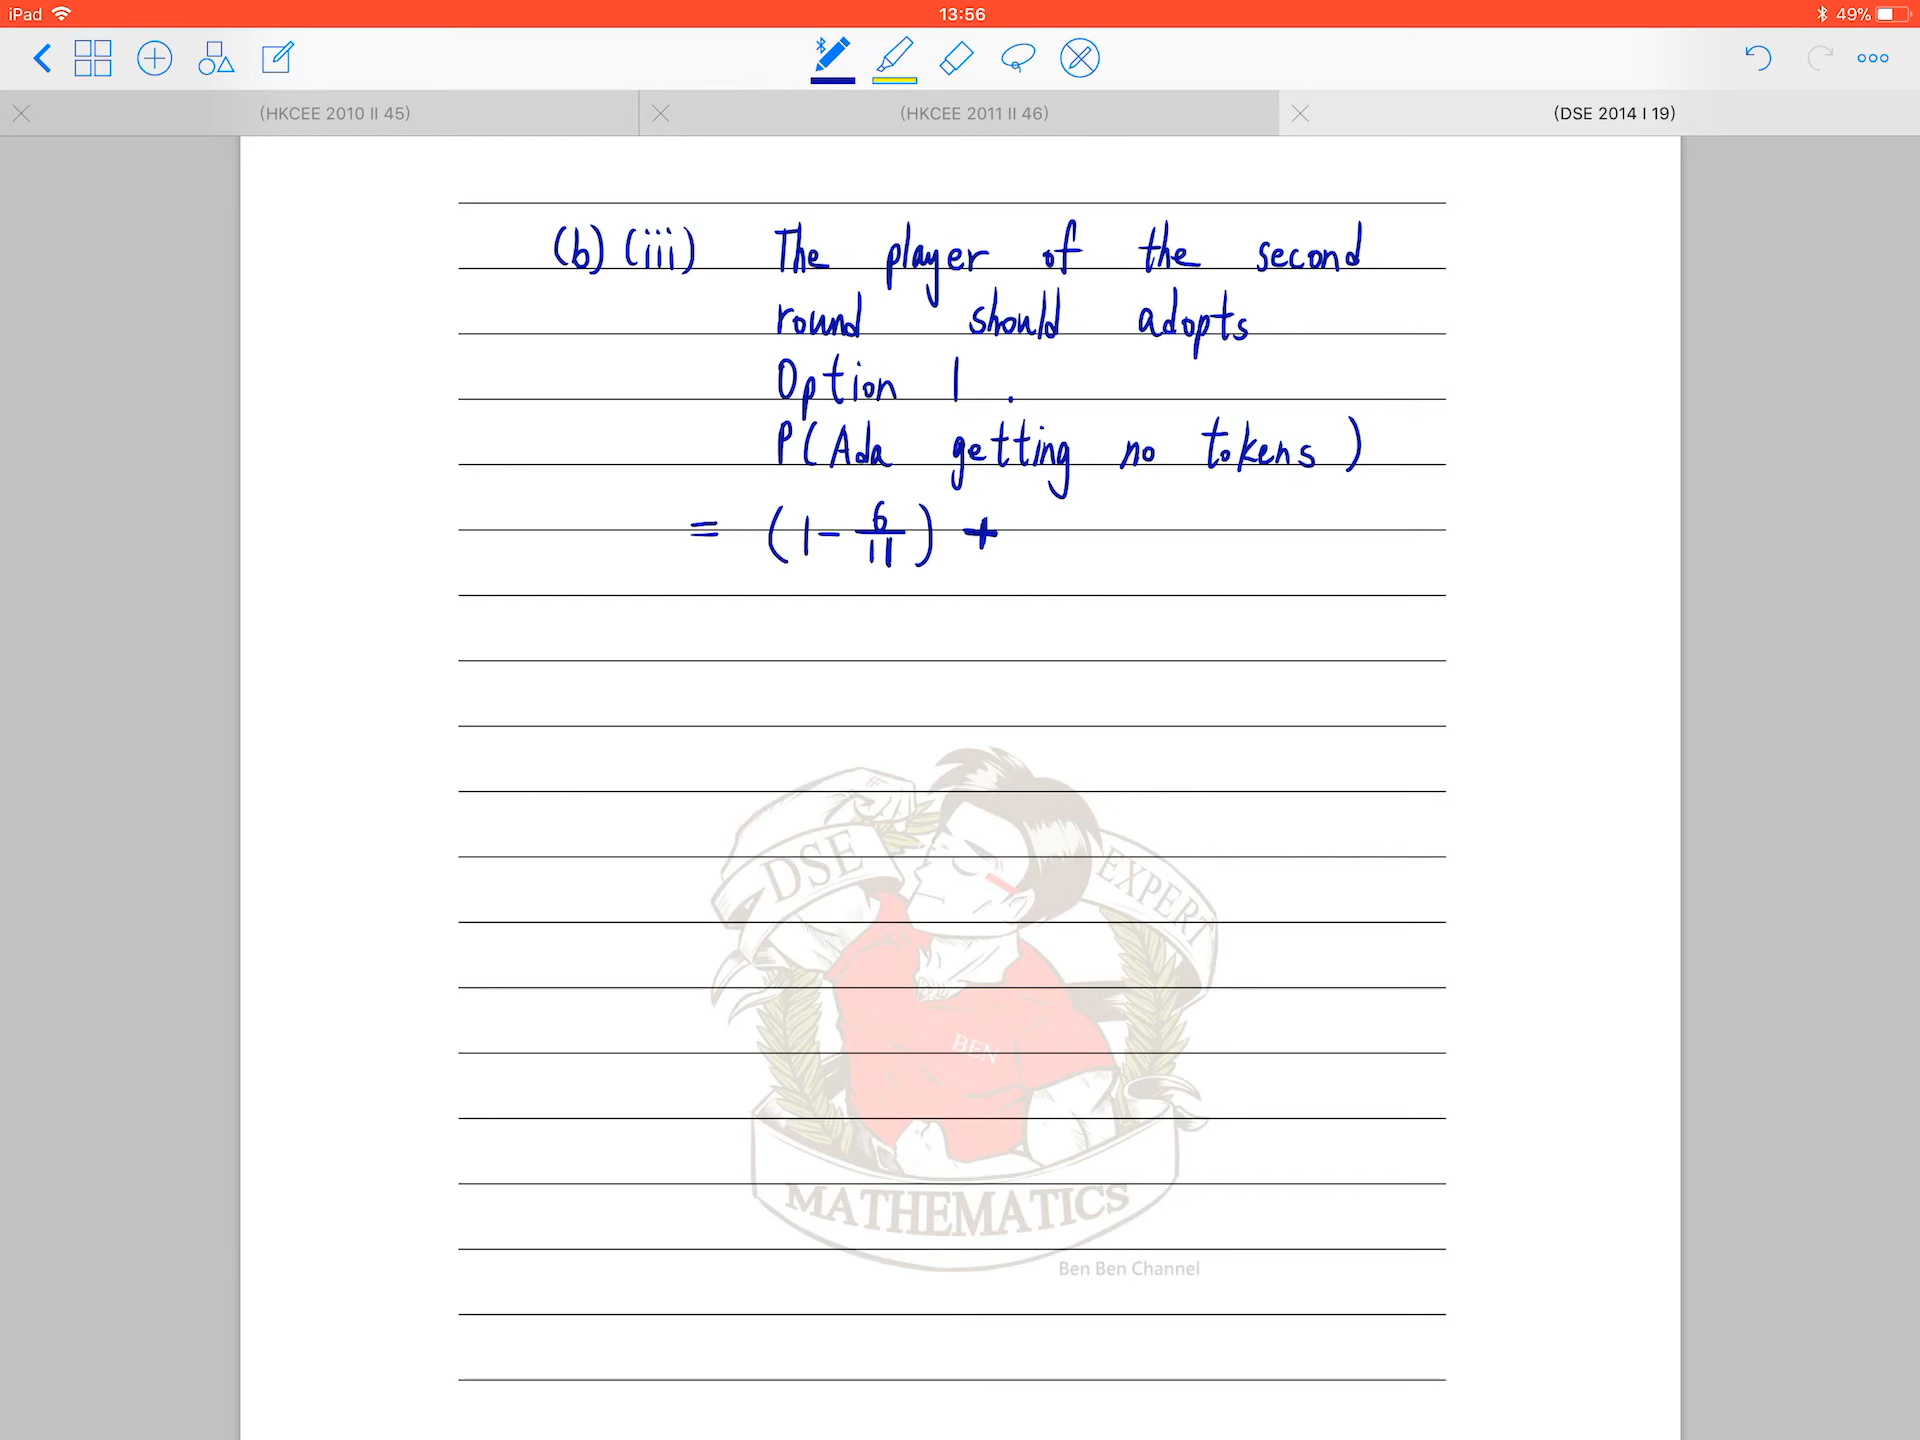 iPad 13:56 49%
(HKCEE 2010 II 45) (HKCEE 2011 II 46) (DSE 2014 I 19)
(b) (iii) The player of the second
round should adopts
Option 1 .
P( Ada getting no tokens )
= (1 - 6/11) +
DSE EXPERT
BEN
MATHEMATICS
Ben Ben Channel